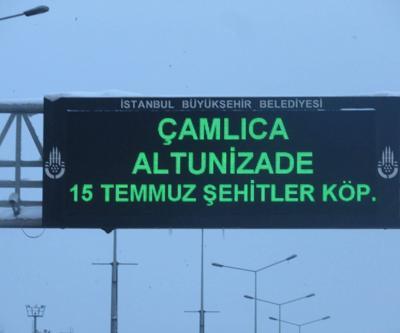 İSTANBUL BÜYÜKŞEHİR BELEDİYESİ
ÇAMLICA
ALTUNİZADE
15 TEMMUZ ŞEHİTLER KÖP.